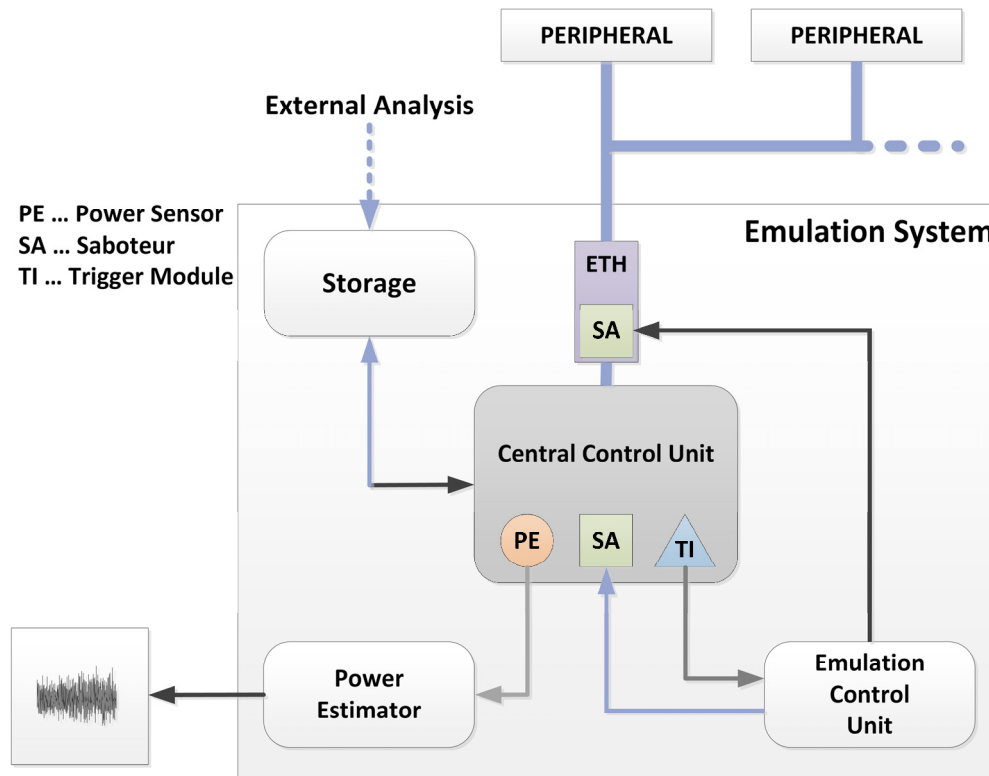 PERIPHERAL
PERIPHERAL
External Analysis
PE ... Power Sensor
SA ... Saboteur
TI ... Trigger Module
Emulation System
Storage
ETH
SA
Central Control Unit
PE
SA
TI
Power
Estimator
Emulation
Control
Unit